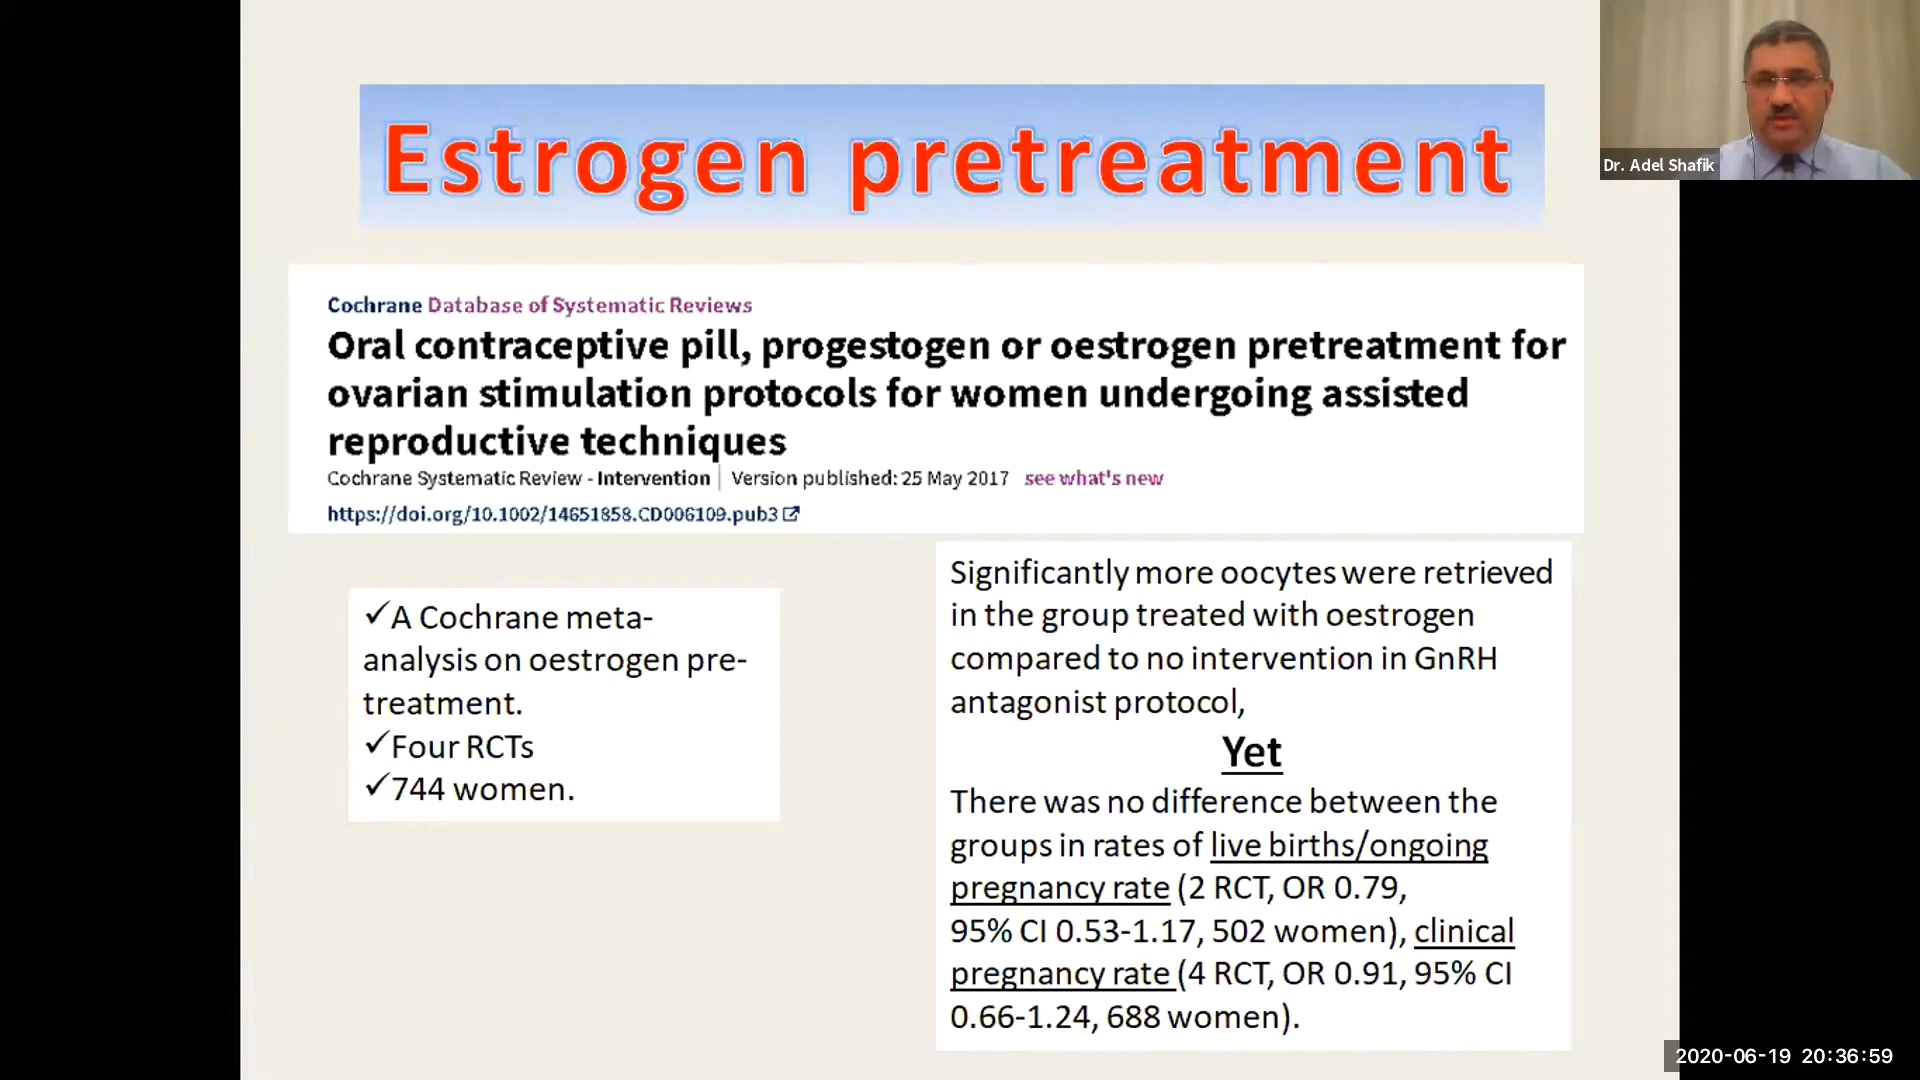 Estrogen pretreatment
Dr. Adel Shafik
Cochrane Database of Systematic Reviews
Oral contraceptive pill, progestogen or oestrogen pretreatment for
ovarian stimulation protocols for women undergoing assisted
reproductive techniques
Cochrane Systematic Review - Intervention | Version published: 25 May 2017 see what's new
https://doi.org/10.1002/14651858.CD006109.pub3
✓A Cochrane meta-
analysis on oestrogen pre-
treatment.
✓Four RCTs
✓744 women.
Significantly more oocytes were retrieved
in the group treated with oestrogen
compared to no intervention in GnRH
antagonist protocol,
Yet
There was no difference between the
groups in rates of live births/ongoing
pregnancy rate (2 RCT, OR 0.79,
95% CI 0.53-1.17, 502 women), clinical
pregnancy rate (4 RCT, OR 0.91, 95% CI
0.66-1.24, 688 women).
2020-06-19 20:36:59